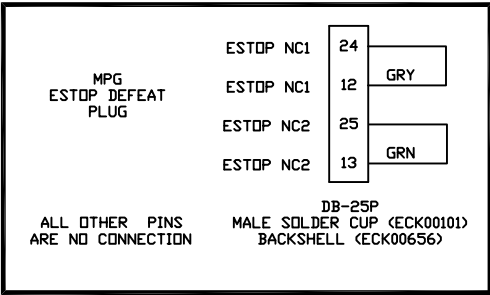 MPG
ESTOP DEFEAT
PLUG
ESTOP NC1 24
GRY
ESTOP NC1 12
ESTOP NC2 25
GRN
ESTOP NC2 13
ALL OTHER PINS
ARE NO CONNECTION
DB-25P
MALE SOLDER CUP (ECK00101)
BACKSHELL (ECK00656)